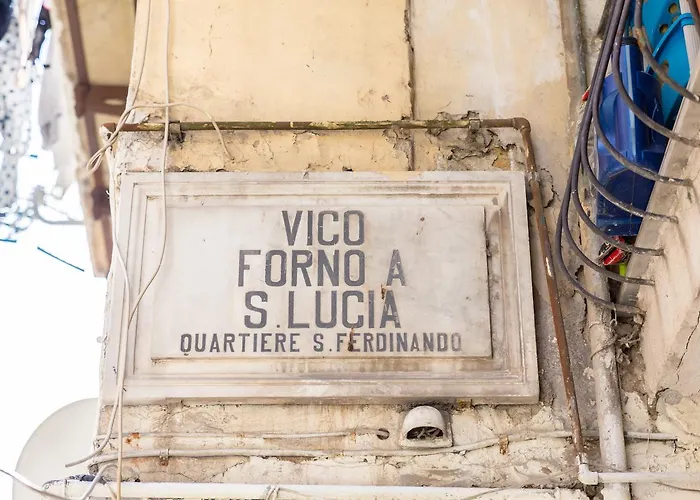 VICO
FORNO A
S. LUCIA
QUARTIERE S. FERDINANDO